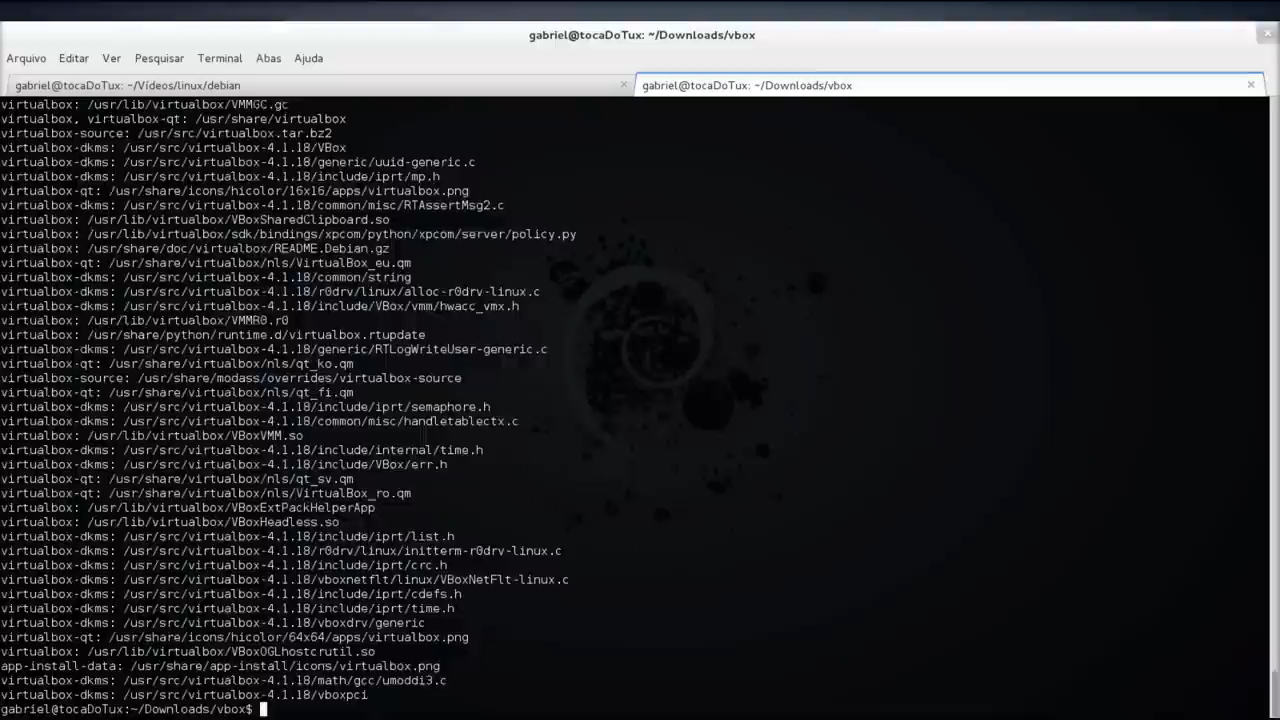 gabriel@tocaDoTux: ~/Downloads/vbox
Arquivo Editar Ver Pesquisar Terminal Abas Ajuda
gabriel@tocaDoTux: ~/Vídeos/linux/debian
gabriel@tocaDoTux: ~/Downloads/vbox
virtualbox: /usr/lib/virtualbox/VMMGC.gc
virtualbox, virtualbox-qt: /usr/share/virtualbox
virtualbox-source: /usr/src/virtualbox.tar.bz2
virtualbox-dkms: /usr/src/virtualbox-4.1.18/VBox
virtualbox-dkms: /usr/src/virtualbox-4.1.18/generic/uuid-generic.c
virtualbox-dkms: /usr/src/virtualbox-4.1.18/include/iprt/mp.h
virtualbox-qt: /usr/share/icons/hicolor/16x16/apps/virtualbox.png
virtualbox-dkms: /usr/src/virtualbox-4.1.18/common/misc/RTAssertMsg2.c
virtualbox: /usr/lib/virtualbox/VBoxSharedClipboard.so
virtualbox: /usr/lib/virtualbox/sdk/bindings/xpcom/python/xpcom/server/policy.py
virtualbox: /usr/share/doc/virtualbox/README.Debian.gz
virtualbox-qt: /usr/share/virtualbox/nls/VirtualBox_eu.qm
virtualbox-dkms: /usr/src/virtualbox-4.1.18/common/string
virtualbox-dkms: /usr/src/virtualbox-4.1.18/r0drv/linux/alloc-r0drv-linux.c
virtualbox-dkms: /usr/src/virtualbox-4.1.18/include/VBox/vmm/hwacc_vmx.h
virtualbox: /usr/lib/virtualbox/VMMR0.r0
virtualbox: /usr/share/python/runtime.d/virtualbox.rtupdate
virtualbox-dkms: /usr/src/virtualbox-4.1.18/generic/RTLogWriteUser-generic.c
virtualbox-qt: /usr/share/virtualbox/nls/qt_ko.qm
virtualbox-source: /usr/share/modass/overrides/virtualbox-source
virtualbox-qt: /usr/share/virtualbox/nls/qt_fi.qm
virtualbox-dkms: /usr/src/virtualbox-4.1.18/include/iprt/semaphore.h
virtualbox-dkms: /usr/src/virtualbox-4.1.18/common/misc/handletablectx.c
virtualbox: /usr/lib/virtualbox/VBoxVMM.so
virtualbox-dkms: /usr/src/virtualbox-4.1.18/include/internal/time.h
virtualbox-dkms: /usr/src/virtualbox-4.1.18/include/VBox/err.h
virtualbox-qt: /usr/share/virtualbox/nls/qt_sv.qm
virtualbox-qt: /usr/share/virtualbox/nls/VirtualBox_ro.qm
virtualbox: /usr/lib/virtualbox/VBoxExtPackHelperApp
virtualbox: /usr/lib/virtualbox/VBoxHeadless.so
virtualbox-dkms: /usr/src/virtualbox-4.1.18/include/iprt/list.h
virtualbox-dkms: /usr/src/virtualbox-4.1.18/r0drv/linux/initterm-r0drv-linux.c
virtualbox-dkms: /usr/src/virtualbox-4.1.18/include/iprt/crc.h
virtualbox-dkms: /usr/src/virtualbox-4.1.18/vboxnetflt/linux/VBoxNetFlt-linux.c
virtualbox-dkms: /usr/src/virtualbox-4.1.18/include/iprt/cdefs.h
virtualbox-dkms: /usr/src/virtualbox-4.1.18/include/iprt/time.h
virtualbox-dkms: /usr/src/virtualbox-4.1.18/vboxdrv/generic
virtualbox-qt: /usr/share/icons/hicolor/64x64/apps/virtualbox.png
virtualbox: /usr/lib/virtualbox/VBoxOGLhostcrutil.so
app-install-data: /usr/share/app-install/icons/virtualbox.png
virtualbox-dkms: /usr/src/virtualbox-4.1.18/math/gcc/umoddi3.c
virtualbox-dkms: /usr/src/virtualbox-4.1.18/vboxpci
gabriel@tocaDoTux:~/Downloads/vbox$